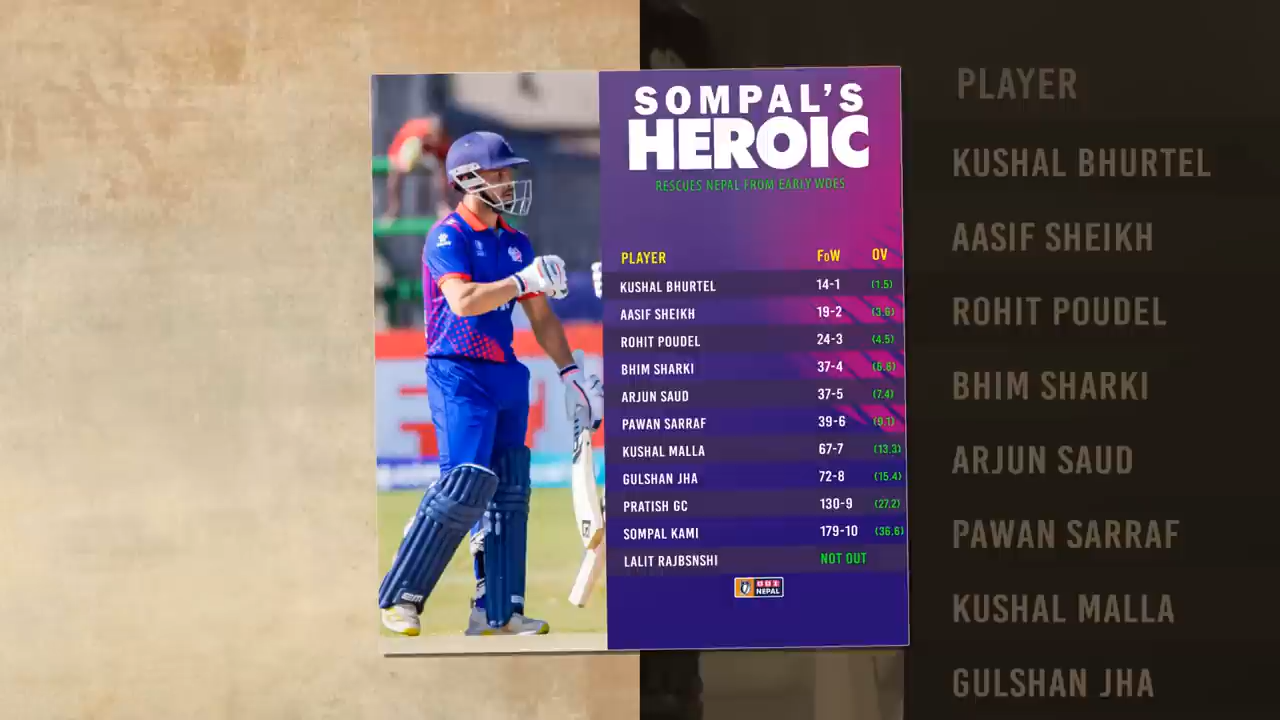 SOMPAL'S
HEROIC
RESCUES NEPAL FROM EARLY WOES
PLAYER FoW OV
KUSHAL BHURTEL 14-1 (1.5)
AASIF SHEIKH 19-2 (3.6)
ROHIT POUDEL 24-3 (4.5)
BHIM SHARKI 37-4
ARJUN SAUD 37-5 (7.4)
PAWAN SARRAF 39-6 (9.1)
KUSHAL MALLA 67-7 (13.3)
GULSHAN JHA 72-8 (15.4)
PRATISH GC 130-9 (27.2)
SOMPAL KAMI 179-10 (36.6)
LALIT RAJBSNSHI NOT OUT
NEPAL
PLAYER
KUSHAL BHURTEL
AASIF SHEIKH
ROHIT POUDEL
BHIM SHARKI
ARJUN SAUD
PAWAN SARRAF
KUSHAL MALLA
GULSHAN JHA